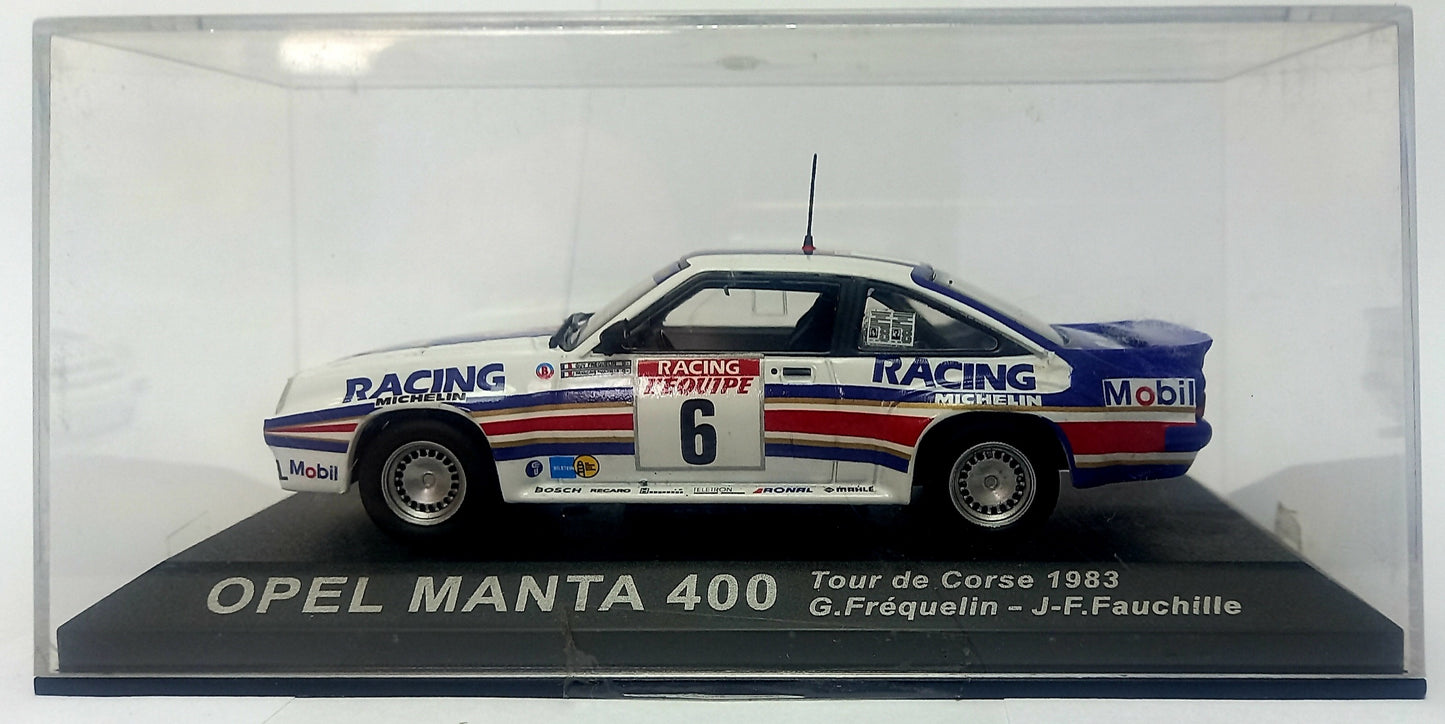 RACING
MICHELIN
RACING
L'EQUIPE
6
RACING
MICHELIN
Mobil
Mobil
BOSCH RECARO TELETRON RONAL MAHLE
OPEL MANTA 400
Tour de Corse 1983
G.Fréquelin – J-F.Fauchille